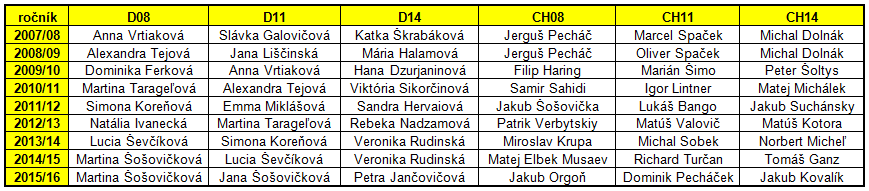 ročník D08 D11 D14 CH08 CH11 CH14
2007/08 Anna Vrtiaková Slávka Galovičová Katka Škrabáková Jerguš Pecháč Marcel Spaček Michal Dolnák
2008/09 Alexandra Tejová Jana Liščinská Mária Halamová Jerguš Pecháč Oliver Spaček Michal Dolnák
2009/10 Dominika Ferková Anna Vrtiaková Hana Dzurjaninová Filip Haring Marián Šimo Peter Šoltys
2010/11 Martina Tarageľová Alexandra Tejová Viktória Sikorčinová Samir Sahidi Igor Lintner Matej Michálek
2011/12 Simona Koreňová Emma Miklášová Sandra Hervaiová Jakub Šošovička Lukáš Bango Jakub Suchánsky
2012/13 Natália Ivanecká Martina Tarageľová Rebeka Nadzamová Patrik Verbytskiy Matúš Valovič Matúš Kotora
2013/14 Lucia Ševčíková Simona Koreňová Veronika Rudinská Miroslav Krupa Michal Sobek Norbert Micheľ
2014/15 Martina Šošovičková Lucia Ševčíková Veronika Rudinská Matej Elbek Musaev Richard Turčan Tomáš Ganz
2015/16 Martina Šošovičková Jana Šošovičková Petra Jančovičová Jakub Orgoň Dominik Pecháček Jakub Kovalík